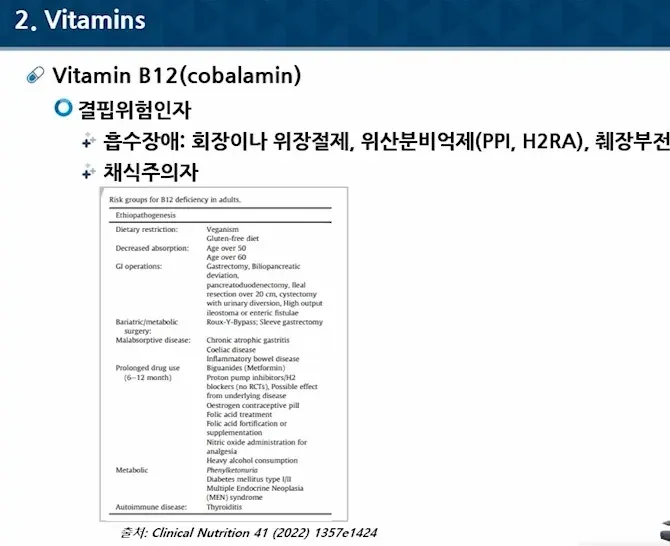 2. Vitamins
Vitamin B12(cobalamin)
결핍위험인자
흡수장애: 회장이나 위장절제, 위산분비억제(PPI, H2RA), 췌장부전
채식주의자
Risk groups for B12 deficiency in adults.
Ethiopathogenesis
Dietary restriction: Veganism
Gluten-free diet
Decreased absorption: Age over 50
Age over 60
GI operations: Gastrectomy, Biliopancreatic
deviation,
pancreatoduodenectomy, Ileal
resection over 20 cm, cystectomy
with urinary diversion, High output
ileostoma or enteric fistulae
Bariatric/metabolic Roux-Y-Bypass; Sleeve gastrectomy
surgery:
Malabsorptive disease: Chronic atrophic gastritis
Coeliac disease
Inflammatory bowel disease
Prolonged drug use Biguanides (Metformin)
(6–12 month) Proton pump inhibitors/H2
blockers (no RCTs), Possible effect
from underlying disease
Oestrogen contraceptive pill
Folic acid treatment
Folic acid fortification or
supplementation
Nitric oxide administration for
analgesia
Heavy alcohol consumption
Metabolic Phenylketonuria
Diabetes mellitus type I/II
Multiple Endocrine Neoplasia
(MEN) syndrome
Autoimmune disease: Thyroiditis
출처: Clinical Nutrition 41 (2022) 1357e1424